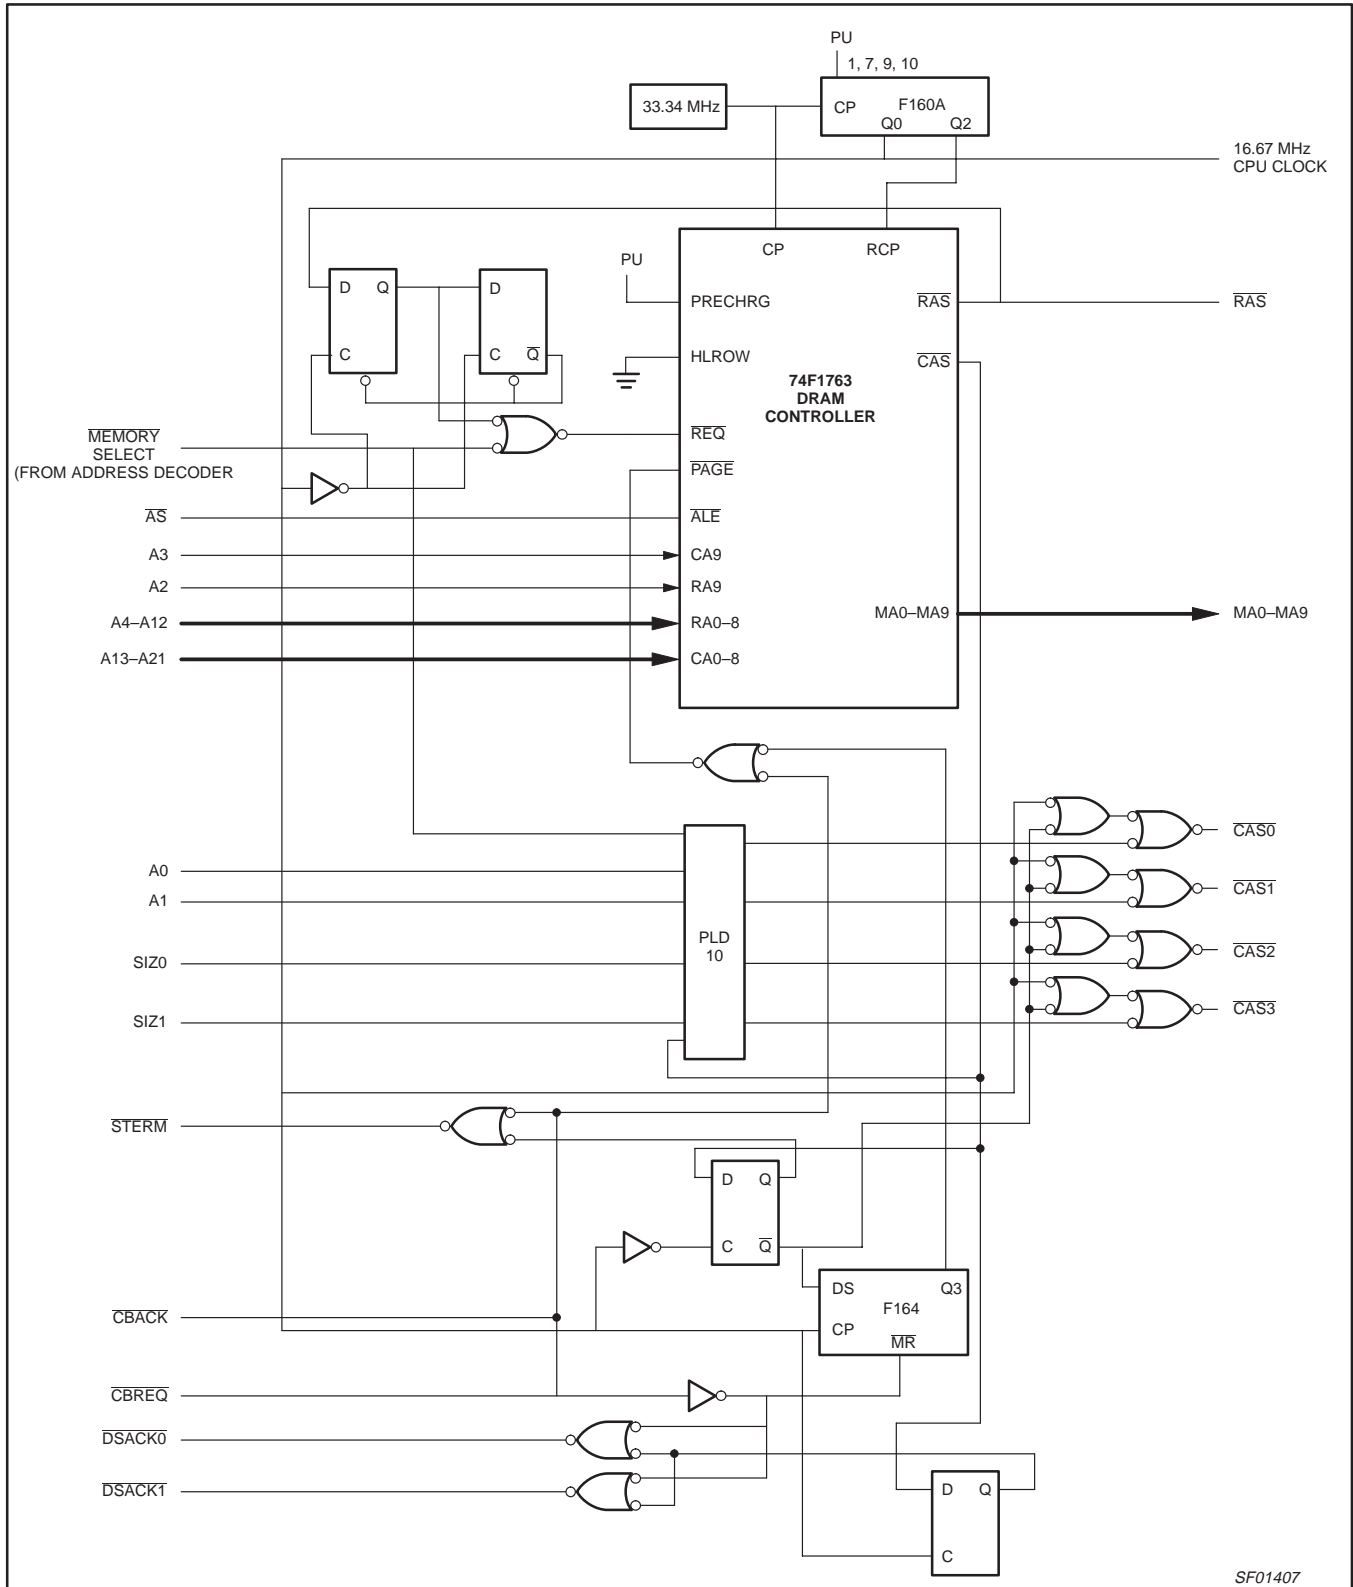 PU
1, 7, 9, 10
33.34 MHz
CP
F160A
Q0
Q2
16.67 MHz
CPU CLOCK
CP
RCP
PU
D
Q
D
PRECHRG
RAS
RAS
C
C
Q
HLROW
CAS
74F1763
DRAM
CONTROLLER
MEMORY
SELECT
(FROM ADDRESS DECODER
REQ
PAGE
AS
ALE
A3
CA9
A2
RA9
A4–A12
RA0–8
MA0–MA9
MA0–MA9
A13–A21
CA0–8
CAS0
A0
CAS1
A1
PLD
10
CAS2
SIZ0
CAS3
SIZ1
STERM
D
Q
C
Q
DS
Q3
F164
CBACK
CP
MR
CBREQ
DSACK0
DSACK1
D
Q
C
SF01407